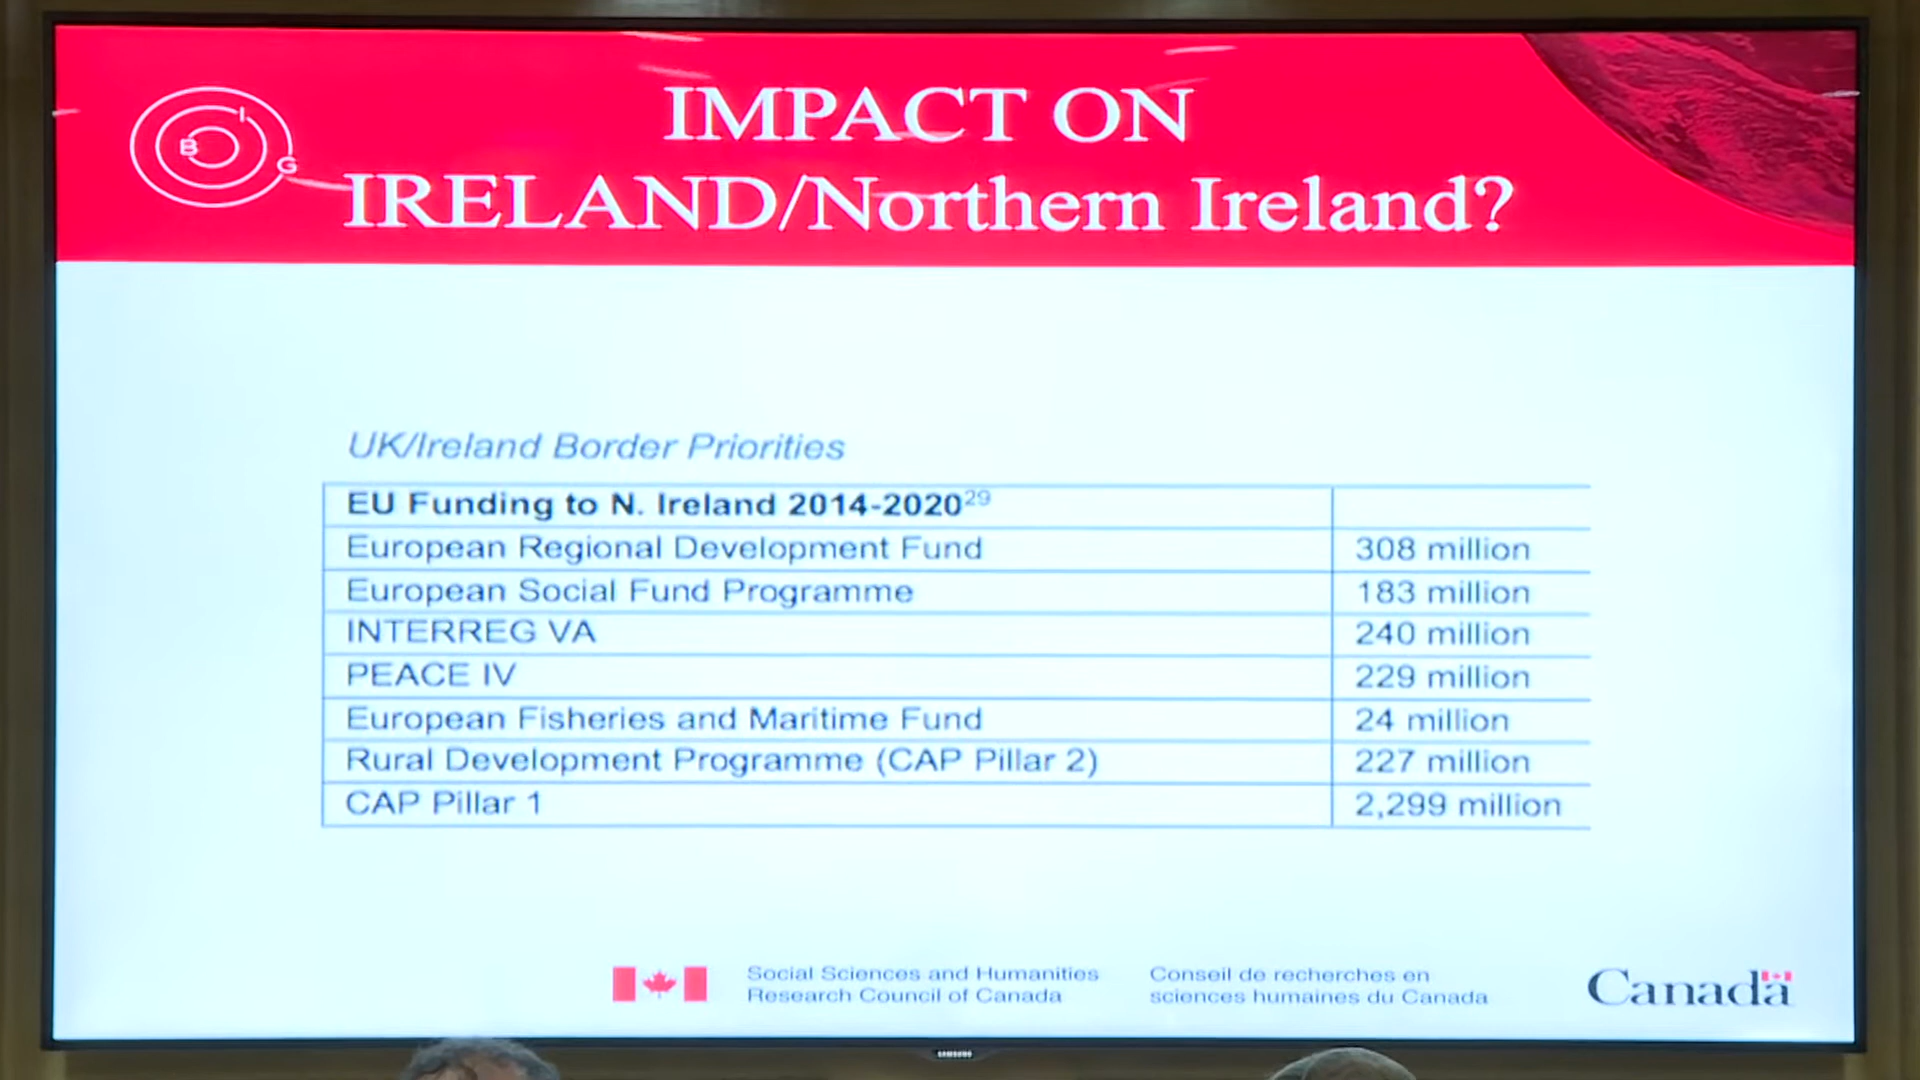 B I G
IMPACT ON
IRELAND/Northern Ireland?
UK/Ireland Border Priorities
EU Funding to N. Ireland 2014-2020²⁹
European Regional Development Fund 308 million
European Social Fund Programme 183 million
INTERREG VA 240 million
PEACE IV 229 million
European Fisheries and Maritime Fund 24 million
Rural Development Programme (CAP Pillar 2) 227 million
CAP Pillar 1 2,299 million
Social Sciences and Humanities
Research Council of Canada
Conseil de recherches en
sciences humaines du Canada
Canada
SAMSUNG